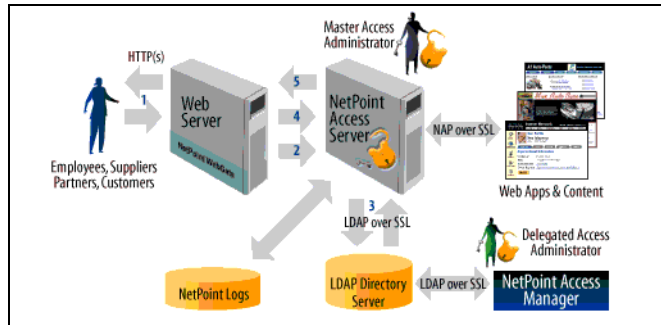 Master Access
Administrator
HTTP(s)
1
Web
Server
NetPoint WebGate
5
4
2
NetPoint
Access
Server
NAP over SSL
Web Apps & Content
Employees, Suppliers
Partners, Customers
3
LDAP over SSL
Delegated Access
Administrator
NetPoint Logs
LDAP Directory
Server
LDAP over SSL
NetPoint Access
Manager